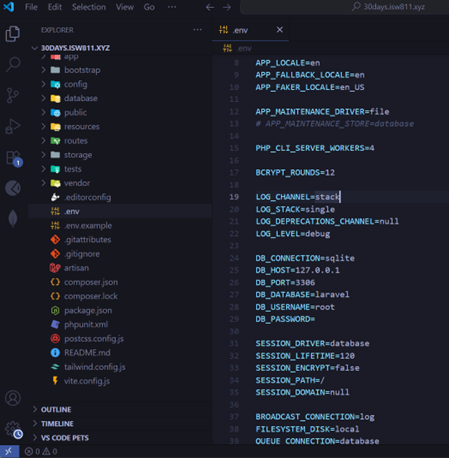 File Edit Selection View Go ··· 30days.isw811.xyz
EXPLORER ···
30DAYS.ISW811.XYZ
app
bootstrap
config
database
public
resources
routes
storage
tests
vendor
.editorconfig
.env
.env.example
.gitattributes
.gitignore
artisan
composer.json
composer.lock
package.json
phpunit.xml
postcss.config.js
README.md
tailwind.config.js
vite.config.js
OUTLINE
TIMELINE
VS CODE PETS
0 0
.env
.env
8 APP_LOCALE=en
9 APP_FALLBACK_LOCALE=en
10 APP_FAKER_LOCALE=en_US
11
12 APP_MAINTENANCE_DRIVER=file
13 # APP_MAINTENANCE_STORE=database
14
15 PHP_CLI_SERVER_WORKERS=4
16
17 BCRYPT_ROUNDS=12
18
19 LOG_CHANNEL=stack
20 LOG_STACK=single
21 LOG_DEPRECATIONS_CHANNEL=null
22 LOG_LEVEL=debug
23
24 DB_CONNECTION=sqlite
25 DB_HOST=127.0.0.1
26 DB_PORT=3306
27 DB_DATABASE=laravel
28 DB_USERNAME=root
29 DB_PASSWORD=
30
31 SESSION_DRIVER=database
32 SESSION_LIFETIME=120
33 SESSION_ENCRYPT=false
34 SESSION_PATH=/
35 SESSION_DOMAIN=null
36
37 BROADCAST_CONNECTION=log
38 FILESYSTEM_DISK=local
39 QUEUE_CONNECTION=database